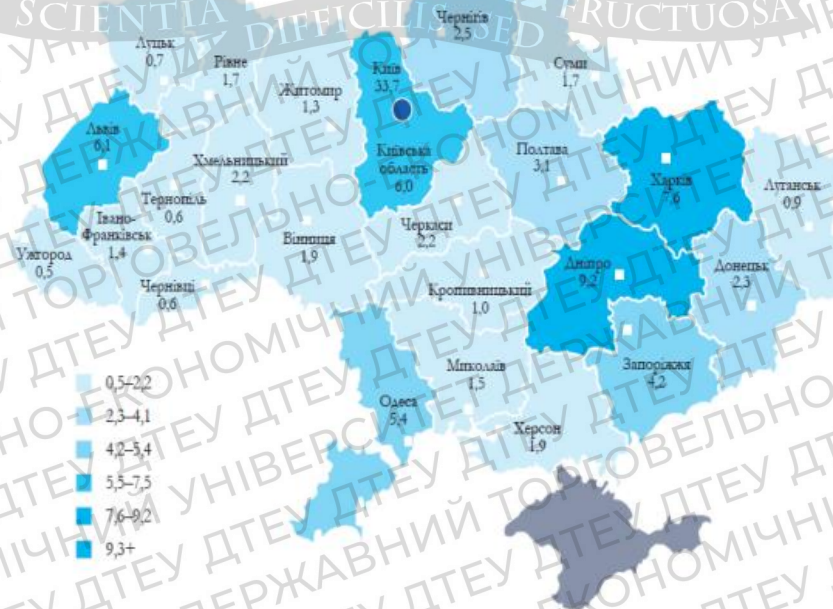 SCIENTIA DIFFICILIS SED FRUCTUOSA
Чернігів
2,5
Луцьк
0,7
Рівне
1,7
Житомир
1,3
Київ
33,7
Суми
1,7
Львів
6,1
Хмельницький
2,2
Київська
область
6,0
Полтава
3,1
Харків
7,6
Луганськ
0,9
Тернопіль
0,6
Івано-
Франківськ
1,4
Ужгород
0,5
Вінниця
1,9
Черкаси
2,2
Чернівці
0,6
Кропивницький
1,0
Дніпро
9,2
Донецьк
2,3
Миколаїв
1,5
Запоріжжя
4,2
Одеса
5,4
Херсон
1,9
0,5–2,2
2,3–4,1
4,2–5,4
5,5–7,5
7,6–9,2
9,3+